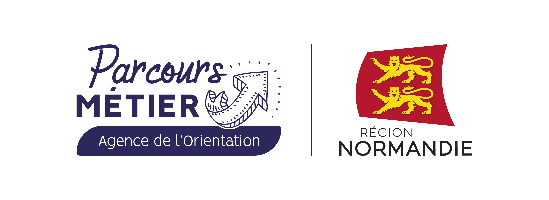 Parcours
MÉTIER
Agence de l'Orientation
RÉGION
NORMANDIE